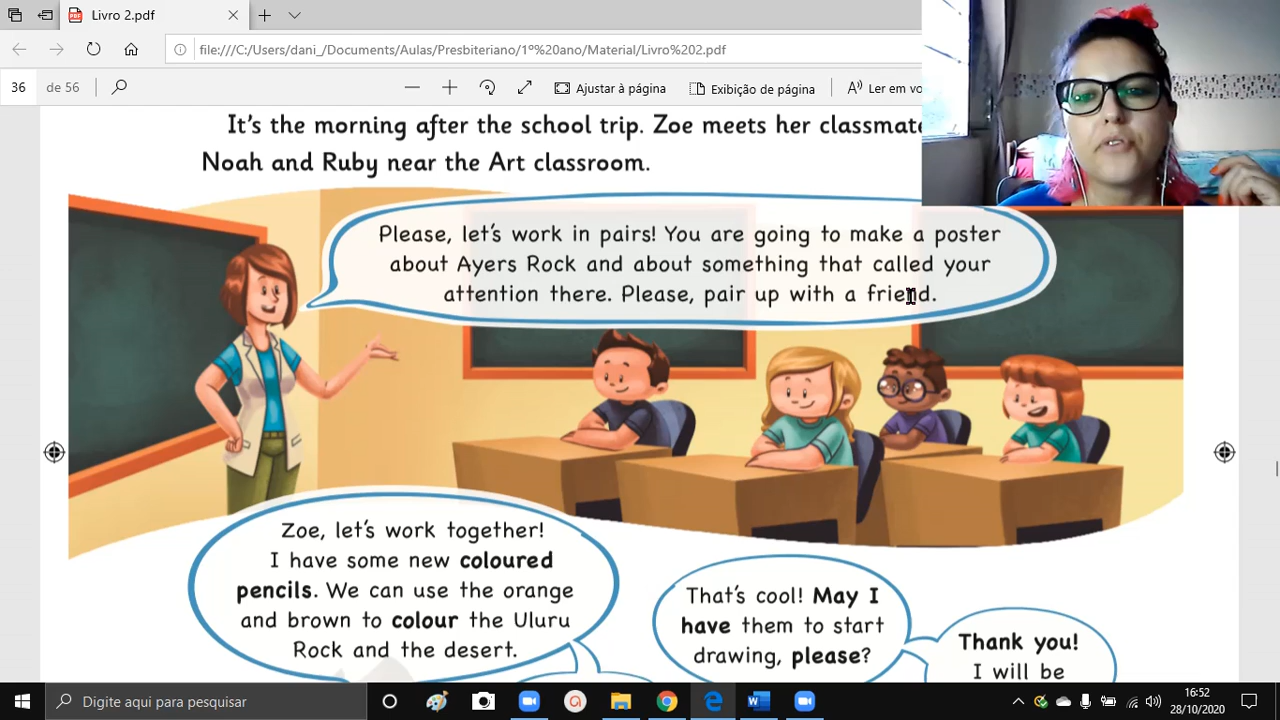 Livro 2.pdf
file:///C:/Users/dani_/Documents/Aulas/Presbiteriano/1º%20ano/Material/Livro%202.pdf
36 de 56 Ajustar à página Exibição de página Ler em vo
It's the morning after the school trip. Zoe meets her classmate
Noah and Ruby near the Art classroom.
Please, let's work in pairs! You are going to make a poster
about Ayers Rock and about something that called your
attention there. Please, pair up with a friend.
Zoe, let's work together!
I have some new coloured
pencils. We can use the orange
and brown to colour the Uluru
Rock and the desert.
That's cool! May I
have them to start
drawing, please?
Thank you!
I will be
Digite aqui para pesquisar
16:52
28/10/2020